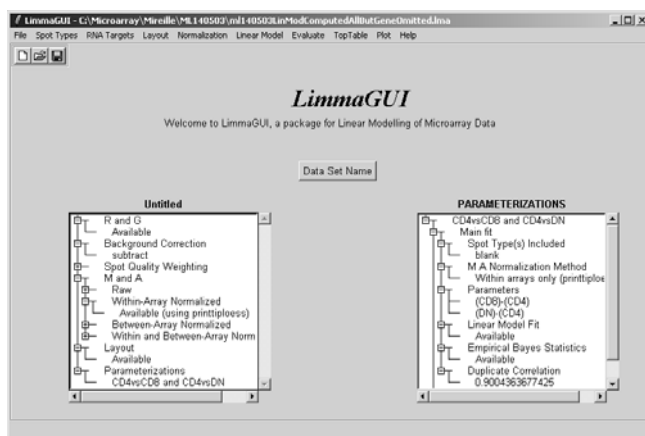 LimmaGUI - C:\Microarray\Mireille\ML140503\ml140503LinModComputedAllButGeneOmitted.lma
File Spot Types RNA Targets Layout Normalization Linear Model Evaluate TopTable Plot Help
LimmaGUI
Welcome to LimmaGUI, a package for Linear Modelling of Microarray Data
Data Set Name
Untitled
R and G
Available
Background Correction
subtract
Spot Quality Weighting
M and A
Raw
Within-Array Normalized
Available (using printtiploess)
Between-Array Normalized
Within and Between-Array Norm
Layout
Available
Parameterizations
CD4vsCD8 and CD4vsDN
PARAMETERIZATIONS
CD4vsCD8 and CD4vsDN
Main fit
Spot Type(s) Included
blank
M A Normalization Method
Within arrays only (printtiploe
Parameters
(CD8)-(CD4)
(DN)-(CD4)
Linear Model Fit
Available
Empirical Bayes Statistics
Available
Duplicate Correlation
0.9004363677425